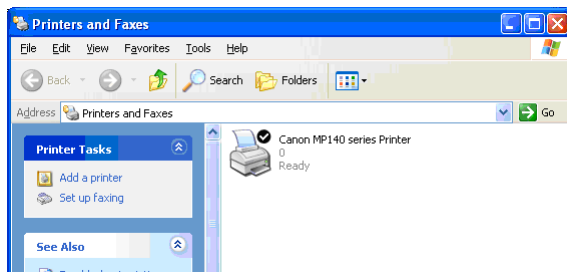 Printers and Faxes
File Edit View Favorites Tools Help
Back Search Folders
Address Printers and Faxes Go
Printer Tasks
Add a printer
Set up faxing
See Also
Canon MP140 series Printer
0
Ready